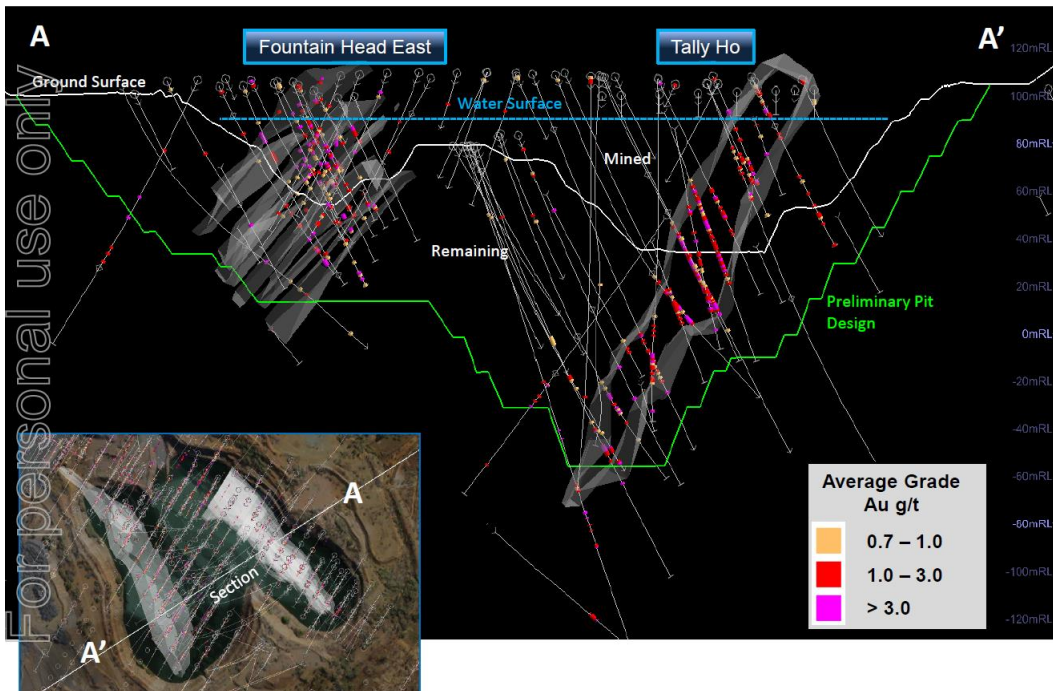 For personal use only
A
Fountain Head East
Tally Ho
A'
120mRL
Ground Surface
100mRL
Water Surface
80mRL
Mined
60mRL
40mRL
Remaining
20mRL
Preliminary Pit
Design
0mRL
-20mRL
-40mRL
-60mRL
-80mRL
-100mRL
-120mRL
Average Grade
Au g/t
0.7 – 1.0
1.0 – 3.0
> 3.0
A
Section
A'